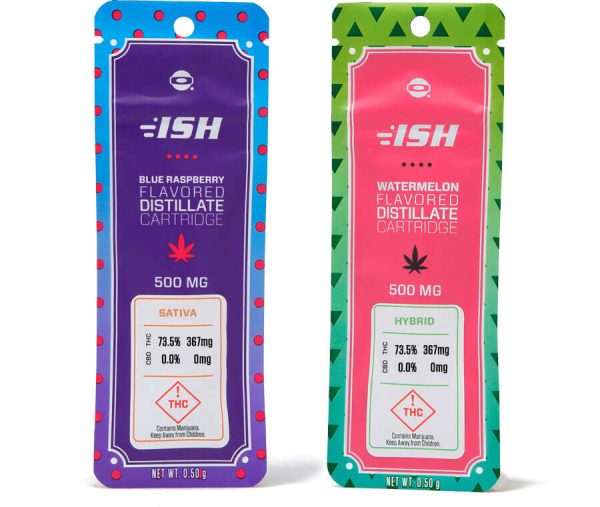 ISH
BLUE RASPBERRY
FLAVORED
DISTILLATE
CARTRIDGE
500 MG
SATIVA
THC 73.5% 367mg
CBD 0.0% 0mg
!
THC
Contains Marijuana.
Keep Away from Children.
NET WT. 0.50 g
ISH
WATERMELON
FLAVORED
DISTILLATE
CARTRIDGE
500 MG
HYBRID
THC 73.5% 367mg
CBD 0.0% 0mg
!
THC
Contains Marijuana.
Keep Away from Children.
NET WT. 0.50 g